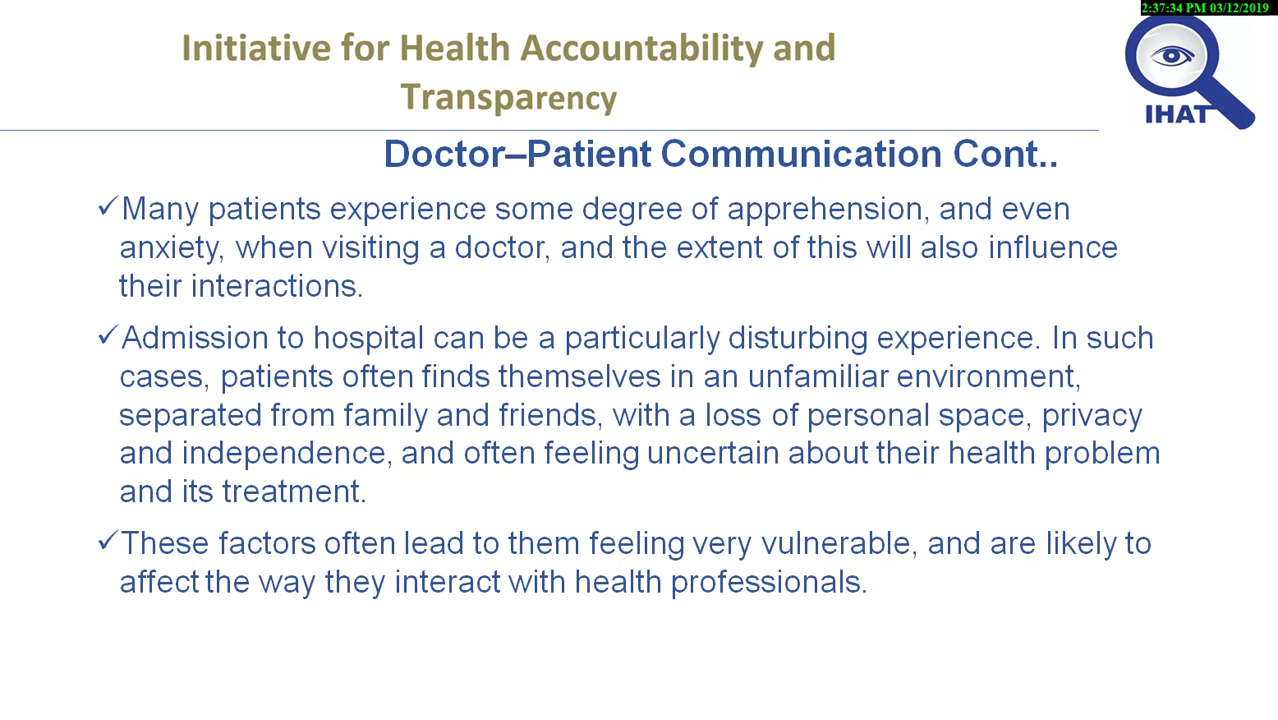 2:37:34 PM 03/12/2019
Initiative for Health Accountability and
Transparency
IHAT
Doctor–Patient Communication Cont..
✓Many patients experience some degree of apprehension, and even
anxiety, when visiting a doctor, and the extent of this will also influence
their interactions.
✓Admission to hospital can be a particularly disturbing experience. In such
cases, patients often finds themselves in an unfamiliar environment,
separated from family and friends, with a loss of personal space, privacy
and independence, and often feeling uncertain about their health problem
and its treatment.
✓These factors often lead to them feeling very vulnerable, and are likely to
affect the way they interact with health professionals.